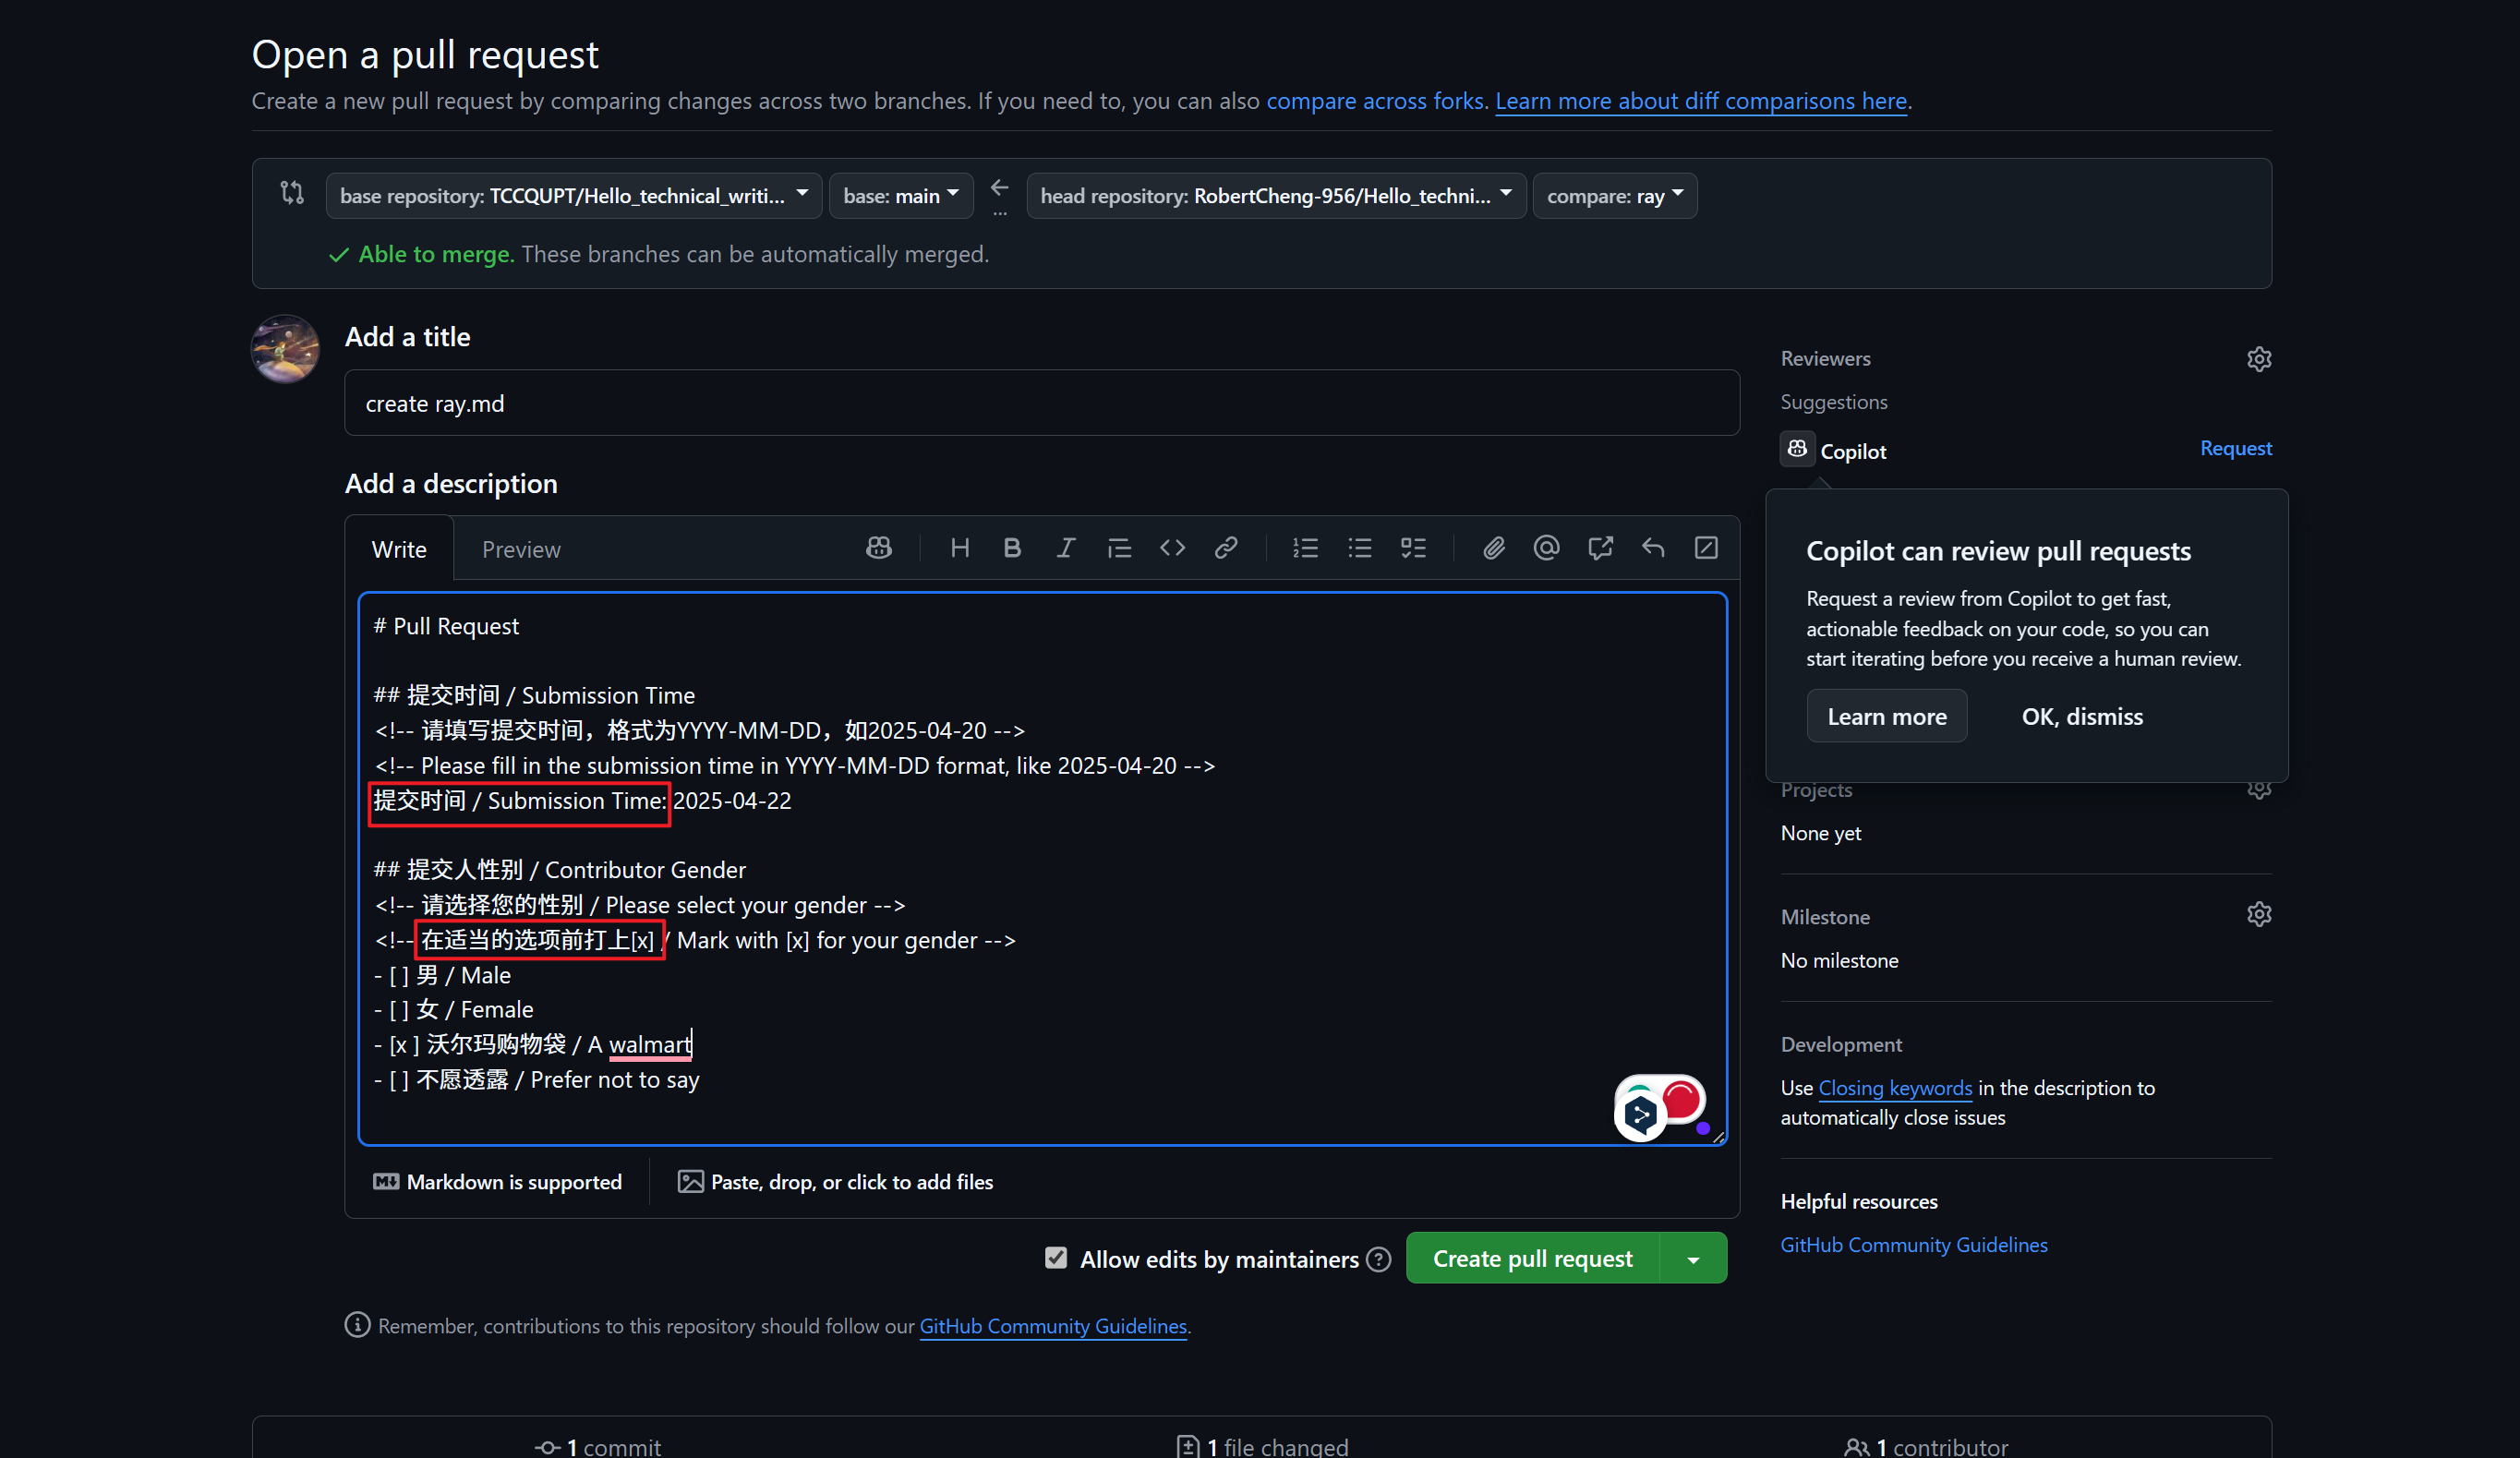 Open a pull request
Create a new pull request by comparing changes across two branches. If you need to, you can also compare across forks. Learn more about diff comparisons here.
base repository: TCCQUPT/Hello_technical_writi...
base: main
head repository: RobertCheng-956/Hello_techni...
compare: ray
Able to merge. These branches can be automatically merged.
Add a title
create ray.md
Add a description
Write
Preview
# Pull Request
## 提交时间 / Submission Time
<!-- 请填写提交时间，格式为YYYY-MM-DD，如2025-04-20 -->
<!-- Please fill in the submission time in YYYY-MM-DD format, like 2025-04-20 -->
提交时间 / Submission Time: 2025-04-22
## 提交人性别 / Contributor Gender
<!-- 请选择您的性别 / Please select your gender -->
<!-- 在适当的选项前打上[x] / Mark with [x] for your gender -->
- [ ] 男 / Male
- [ ] 女 / Female
- [x ] 沃尔玛购物袋 / A walmart
- [ ] 不愿透露 / Prefer not to say
Markdown is supported
Paste, drop, or click to add files
Allow edits by maintainers
Create pull request
Remember, contributions to this repository should follow our GitHub Community Guidelines.
Reviewers
Suggestions
Copilot
Request
Copilot can review pull requests
Request a review from Copilot to get fast,
actionable feedback on your code, so you can
start iterating before you receive a human review.
Learn more
OK, dismiss
Projects
None yet
Milestone
No milestone
Development
Use Closing keywords in the description to
automatically close issues
Helpful resources
GitHub Community Guidelines
1 commit
1 file changed
1 contributor